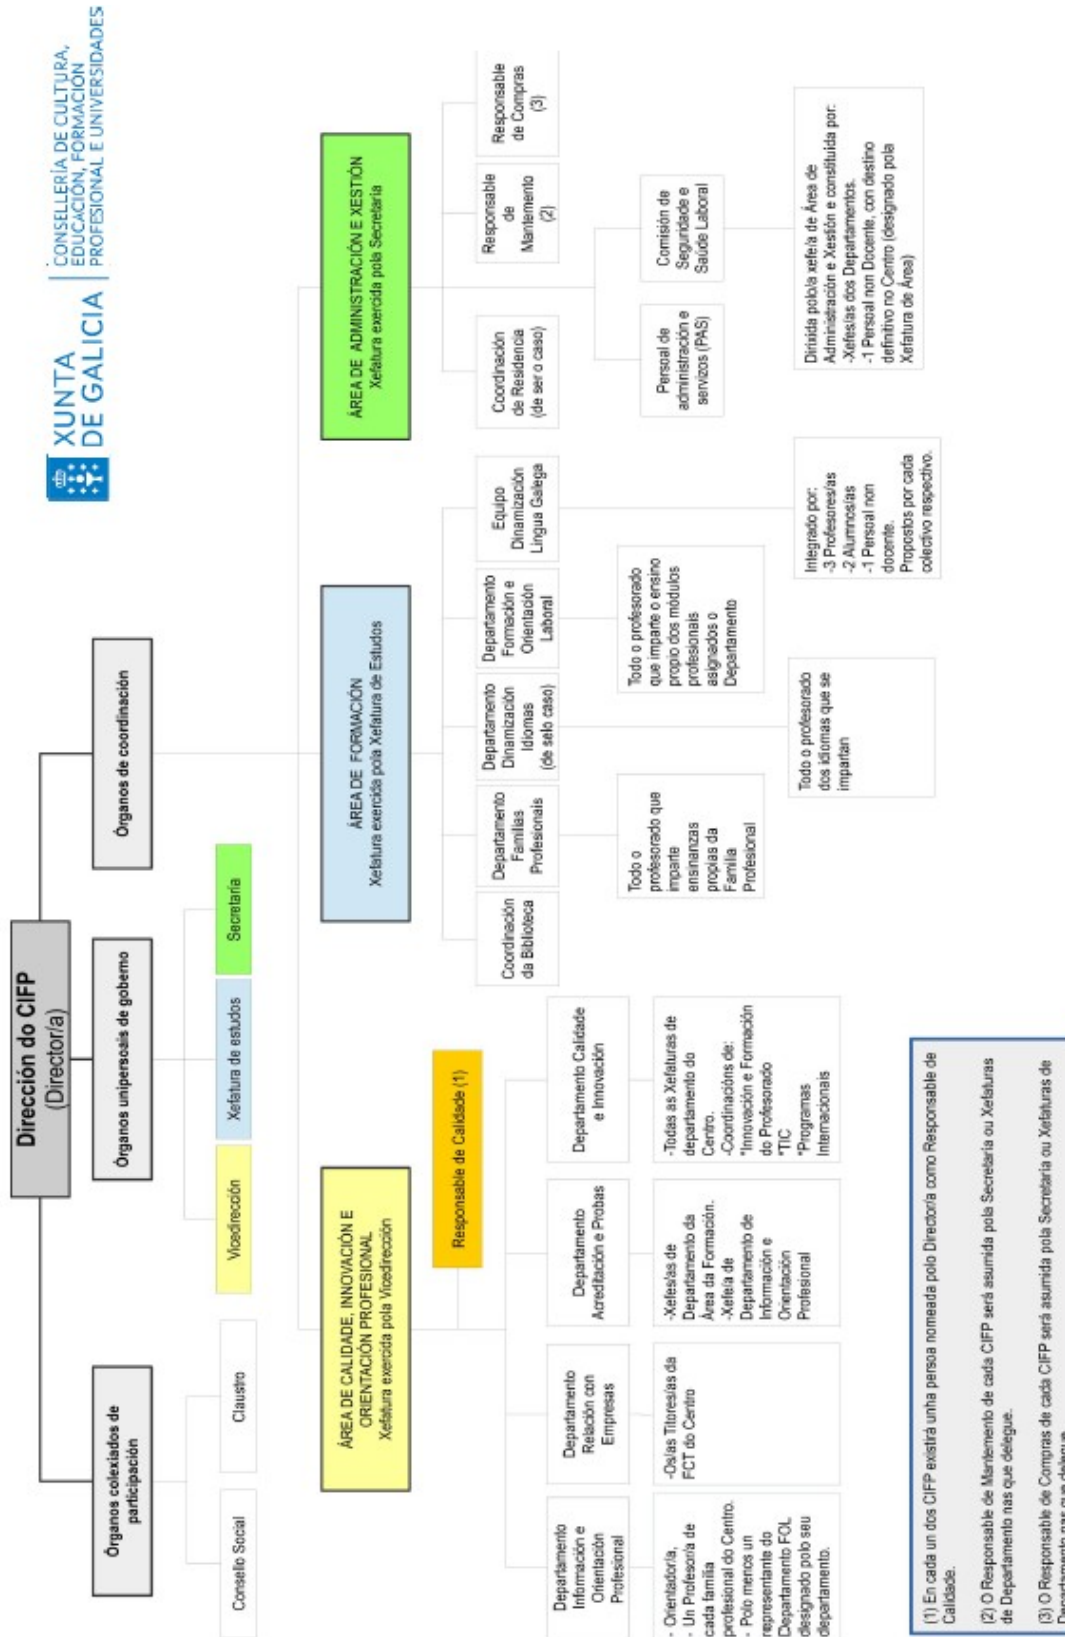 XUNTA
DE GALICIA
CONSELLERÍA DE CULTURA,
EDUCACIÓN, FORMACIÓN
PROFESIONAL E UNIVERSIDADES
Dirección do CIFP
(Director/a)
Órganos colexiados de
participación
Órganos unipersoais de goberno
Órganos de coordinación
Consello Social
Claustro
Vicedirección
Xefatura de estudos
Secretaría
ÁREA DE CALIDADE, INNOVACIÓN E
ORIENTACIÓN PROFESIONAL
Xefatura exercida pola Vicedirección
ÁREA DE FORMACIÓN
Xefatura exercida pola Xefatura de Estudos
ÁREA DE ADMINISTRACIÓN E XESTIÓN
Xefatura exercida pola Secretaria
Responsable de Calidade (1)
Departamento
Información e
Orientación
Profesional
Departamento
Relación con
Empresas
Departamento
Acreditación e Probas
Departamento Calidade
e Innovación
- Orientador/a,
- Un Profesor/a de
cada familia
profesional do Centro.
- Polo menos un
representante do
Departamento FOL
designado polo seu
departamento.
-Os/as Titores/as da
FCT do Centro
-Xefes/as de
Departamento da
Área da Formación.
-Xefe/a de
Departamento de
Información e
Orientación
Profesional
-Todas as Xefaturas de
departamento do
Centro.
-Coordinacións de:
*Innovación e Formación
do Profesorado
*TIC
*Programas
Internacionais
Coordinación
da Biblioteca
Departamento
Familias
Profesionais
Departamento
Dinamización
Idiomas
(de selo caso)
Departamento
Formación e
Orientación
Laboral
Equipo
Dinamización
Lingua Galega
Todo o
profesorado que
imparte
ensinanzas
propias da
Familia
Profesional
Todo o profesorado
que imparte o ensino
propio dos módulos
profesionais
asignados o
Departamento
Todo o profesorado
dos idiomas que se
impartan
Integrado por:
-3 Profesores/as
-2 Alumnos/as
-1 Persoal non
docente.
Propostos por cada
colectivo respectivo.
Coordinación
de Residencia
(de ser o caso)
Responsable
de
Mantemento
(2)
Responsable
de Compras
(3)
Persoal de
administración e
servizos (PAS)
Comisión de
Seguridade e
Saúde Laboral
Dirixida polo/a xefe/a de Área de
Administración e Xestión e constituida por:
-Xefes/as dos Departamentos.
-1 Persoal non Docente, con destino
definitivo no Centro (designado pola
Xefatura de Área)
(1) En cada un dos CIFP existirá unha persoa nomeada polo Director/a como Responsable de
Calidade.
(2) O Responsable de Mantemento de cada CIFP será asumida pola Secretaria ou Xefaturas
de Departamento nas que delegue.
(3) O Responsable de Compras de cada CIFP será asumida pola Secretaria ou Xefaturas de
Departamento nas que delegue.